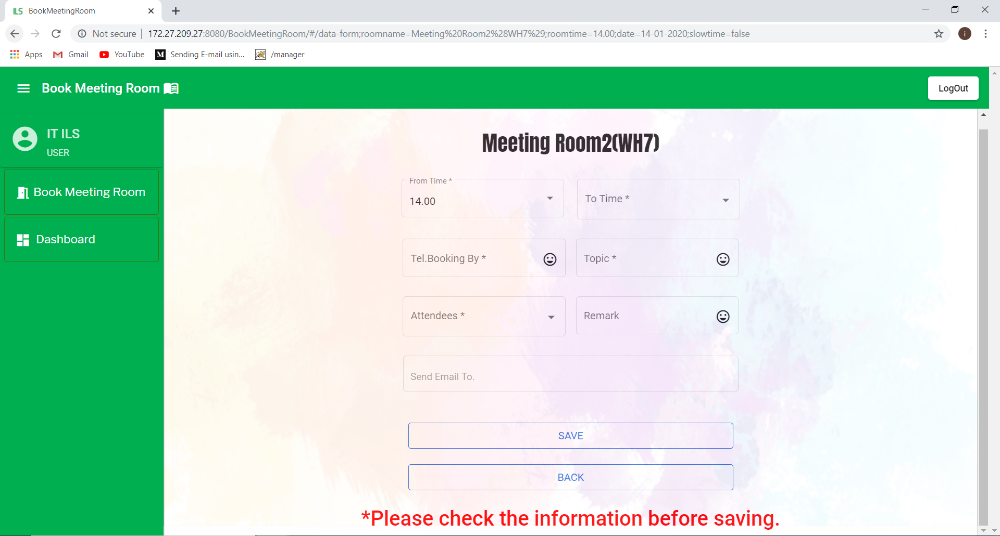 ILS BookMeetingRoom
Not secure | 172.27.209.27:8080/BookMeetingRoom/#/data-form;roomname=Meeting%20Room2%28WH7%29;roomtime=14.00;date=14-01-2020;slowtime=false
i
Apps Gmail YouTube M Sending E-mail usin... /manager
Book Meeting Room
LogOut
IT ILS
USER
Book Meeting Room
Dashboard
Meeting Room2(WH7)
From Time *
14.00
To Time *
Tel.Booking By *
Topic *
Attendees *
Remark
Send Email To.
SAVE
BACK
*Please check the information before saving.